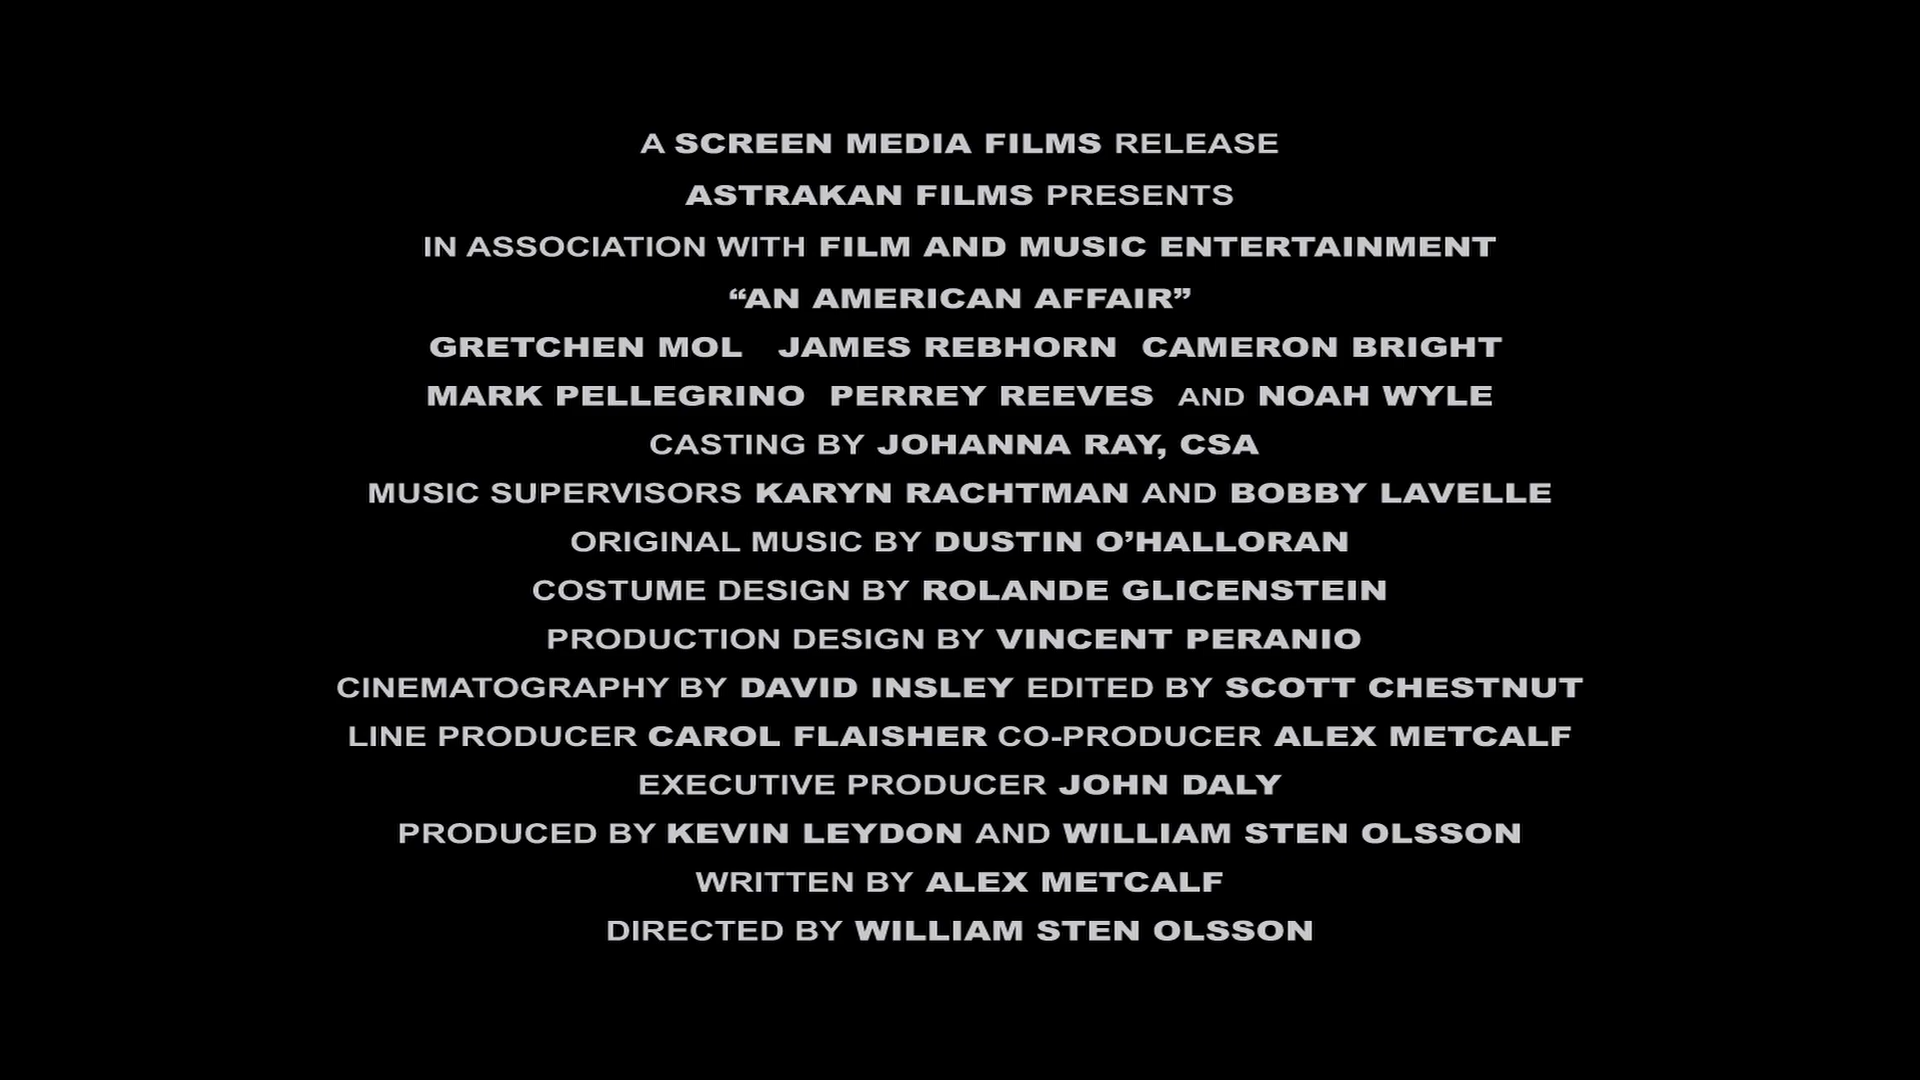 A SCREEN MEDIA FILMS RELEASE
ASTRAKAN FILMS PRESENTS
IN ASSOCIATION WITH FILM AND MUSIC ENTERTAINMENT
“AN AMERICAN AFFAIR”
GRETCHEN MOL JAMES REBHORN CAMERON BRIGHT
MARK PELLEGRINO PERREY REEVES AND NOAH WYLE
CASTING BY JOHANNA RAY, CSA
MUSIC SUPERVISORS KARYN RACHTMAN AND BOBBY LAVELLE
ORIGINAL MUSIC BY DUSTIN O’HALLORAN
COSTUME DESIGN BY ROLANDE GLICENSTEIN
PRODUCTION DESIGN BY VINCENT PERANIO
CINEMATOGRAPHY BY DAVID INSLEY EDITED BY SCOTT CHESTNUT
LINE PRODUCER CAROL FLAISHER CO-PRODUCER ALEX METCALF
EXECUTIVE PRODUCER JOHN DALY
PRODUCED BY KEVIN LEYDON AND WILLIAM STEN OLSSON
WRITTEN BY ALEX METCALF
DIRECTED BY WILLIAM STEN OLSSON